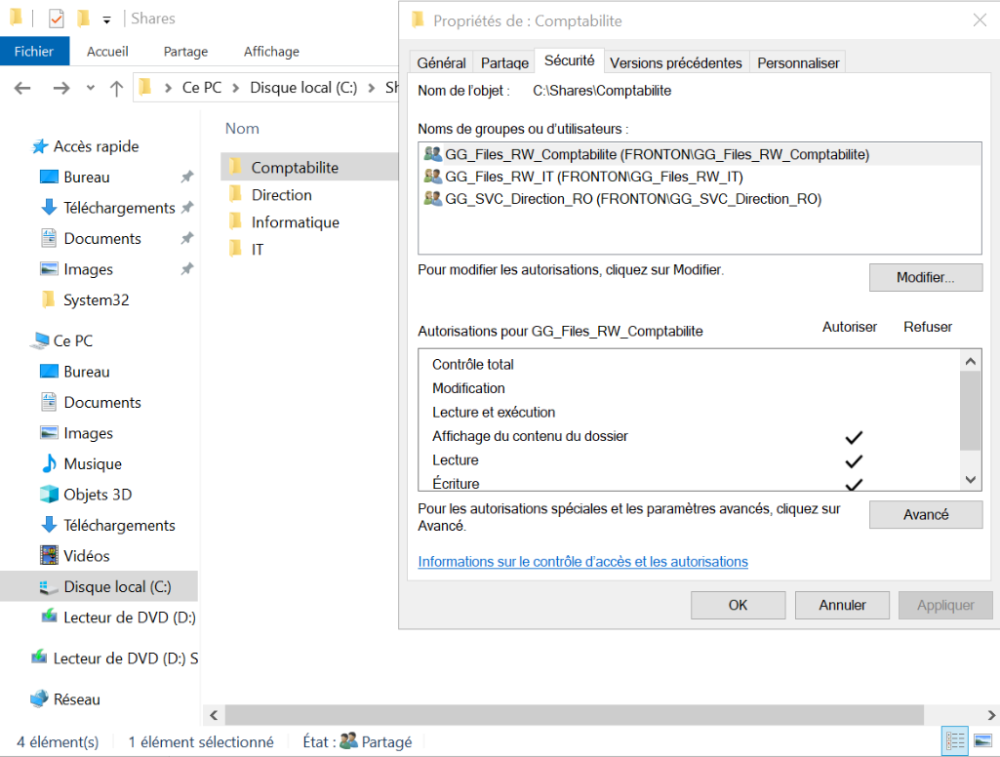 Shares
Propriétés de : Comptabilite
Fichier
Accueil
Partage
Affichage
Ce PC
Disque local (C:)
Nom
Accès rapide
Bureau
Téléchargements
Documents
Images
System32
Ce PC
Bureau
Documents
Images
Musique
Objets 3D
Téléchargements
Vidéos
Disque local (C:)
Lecteur de DVD (D:)
Lecteur de DVD (D:) S
Réseau
Comptabilite
Direction
Informatique
IT
Général
Partage
Sécurité
Versions précédentes
Personnaliser
Nom de l'objet : C:\Shares\Comptabilite
Noms de groupes ou d'utilisateurs :
GG_Files_RW_Comptabilite (FRONTON\GG_Files_RW_Comptabilite)
GG_Files_RW_IT (FRONTON\GG_Files_RW_IT)
GG_SVC_Direction_RO (FRONTON\GG_SVC_Direction_RO)
Pour modifier les autorisations, cliquez sur Modifier.
Modifier...
Autorisations pour GG_Files_RW_Comptabilite
Autoriser
Refuser
Contrôle total
Modification
Lecture et exécution
Affichage du contenu du dossier
Lecture
Écriture
Pour les autorisations spéciales et les paramètres avancés, cliquez sur
Avancé.
Avancé
Informations sur le contrôle d'accès et les autorisations
OK
Annuler
Appliquer
4 élément(s)
1 élément sélectionné
État : Partagé